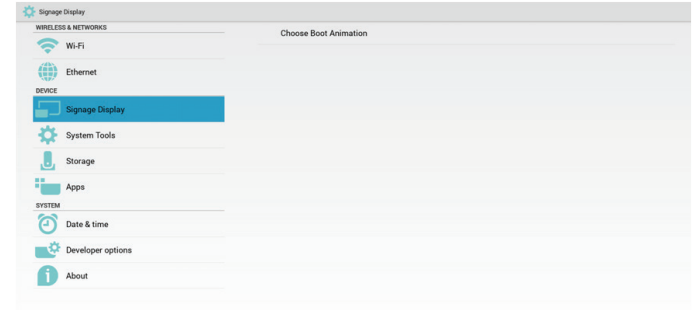 Signage Display
WIRELESS & NETWORKS
Wi-Fi
Ethernet
DEVICE
Signage Display
System Tools
Storage
Apps
SYSTEM
Date & time
Developer options
About
Choose Boot Animation